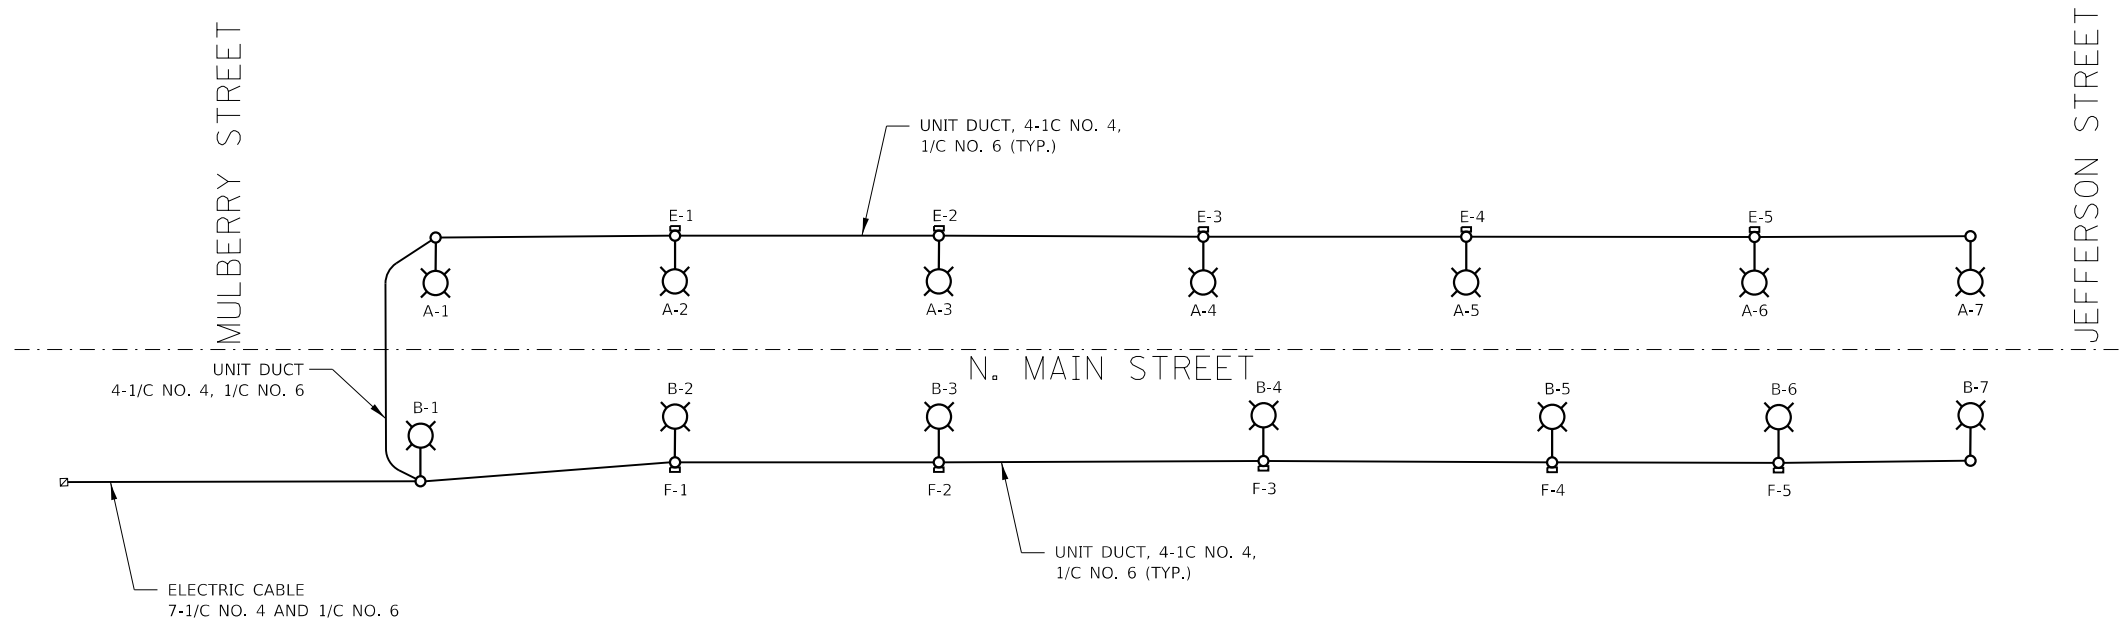 MULBERRY STREET
JEFFERSON STREET
UNIT DUCT, 4-1C NO. 4,
1/C NO. 6 (TYP.)
E-1
E-2
E-3
E-4
E-5
A-1
A-2
A-3
A-4
A-5
A-6
A-7
N. MAIN STREET
UNIT DUCT
4-1/C NO. 4, 1/C NO. 6
B-1
B-2
B-3
B-4
B-5
B-6
B-7
F-1
F-2
F-3
F-4
F-5
UNIT DUCT, 4-1C NO. 4,
1/C NO. 6 (TYP.)
ELECTRIC CABLE
7-1/C NO. 4 AND 1/C NO. 6